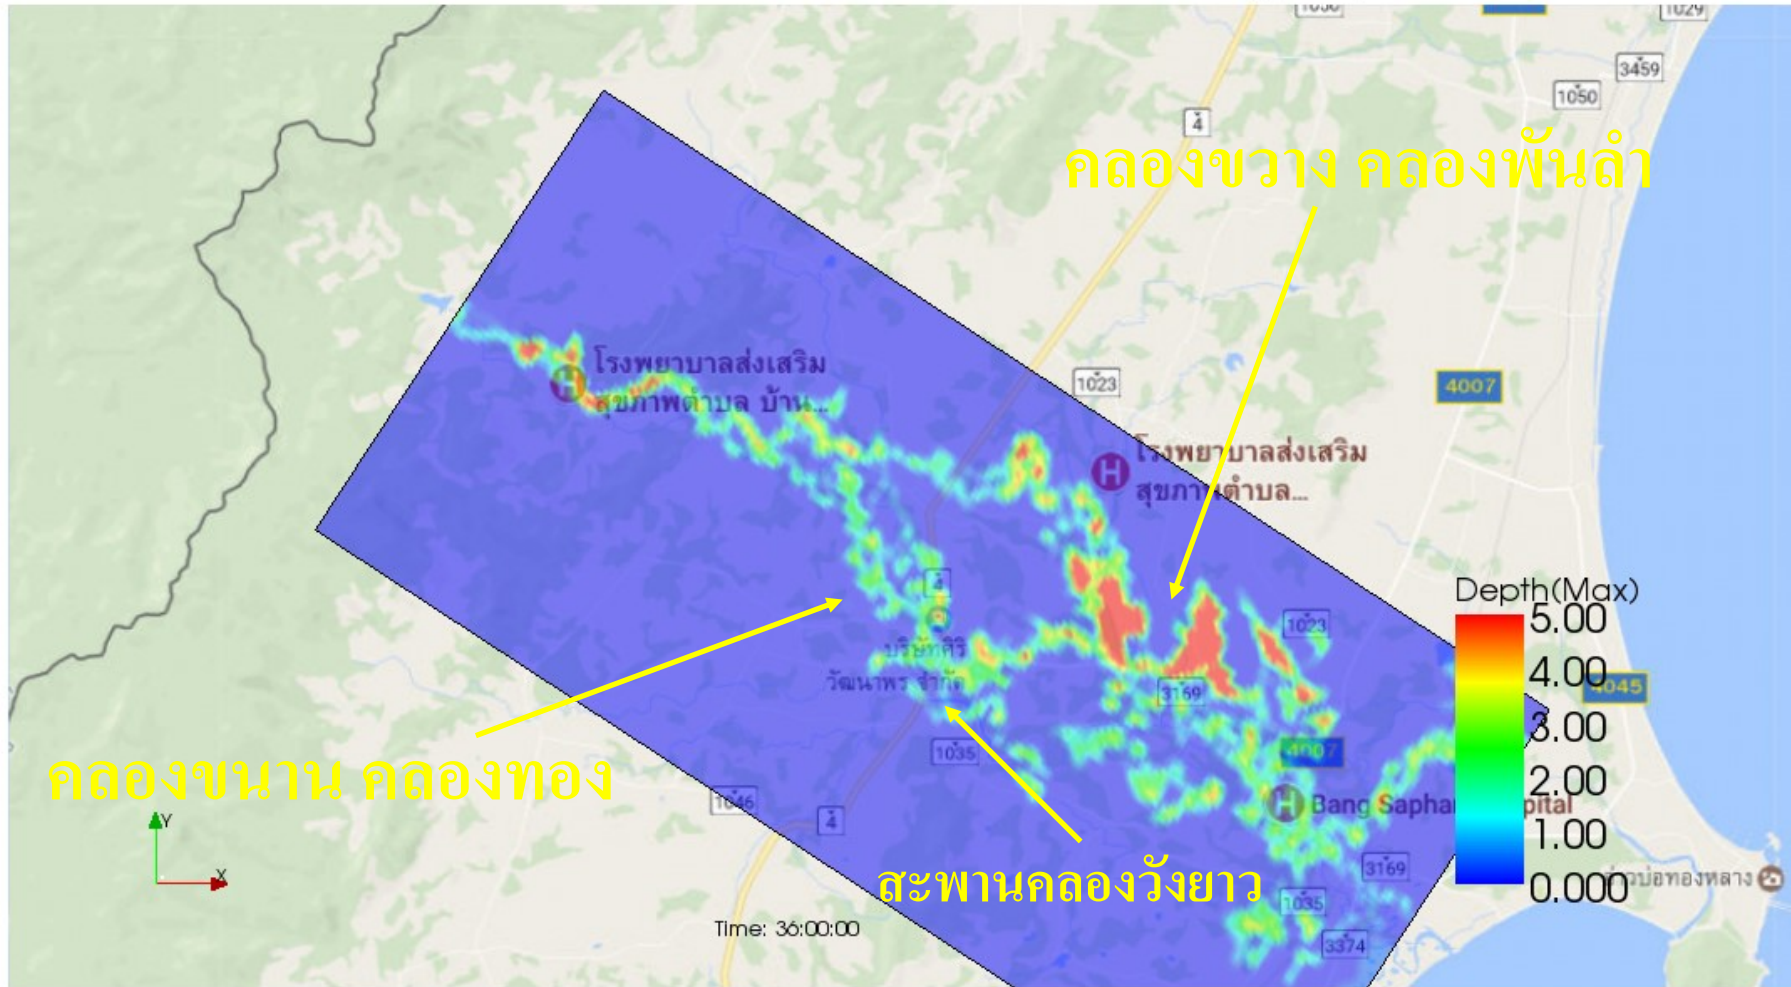 1029
3459
1050
4
คลองขวาง คลองพันลำ
โรงพยาบาลส่งเสริม
สุขภาพตำบล บ้าน...
1023
4007
H
โรงพยาบาลส่งเสริม
สุขภาพตำบล...
H
Depth(Max)
5.00
4.00
3.00
2.00
1.00
0.000
4
1023
บริษัทศิริ
วัฒนาพร จำกัด
3169
4045
1035
4007
คลองขนาน คลองทอง
1046
4
H
Bang Saphan
pital
Y
X
สะพานคลองวังยาว
3169
1035
3374
Time: 36:00:00